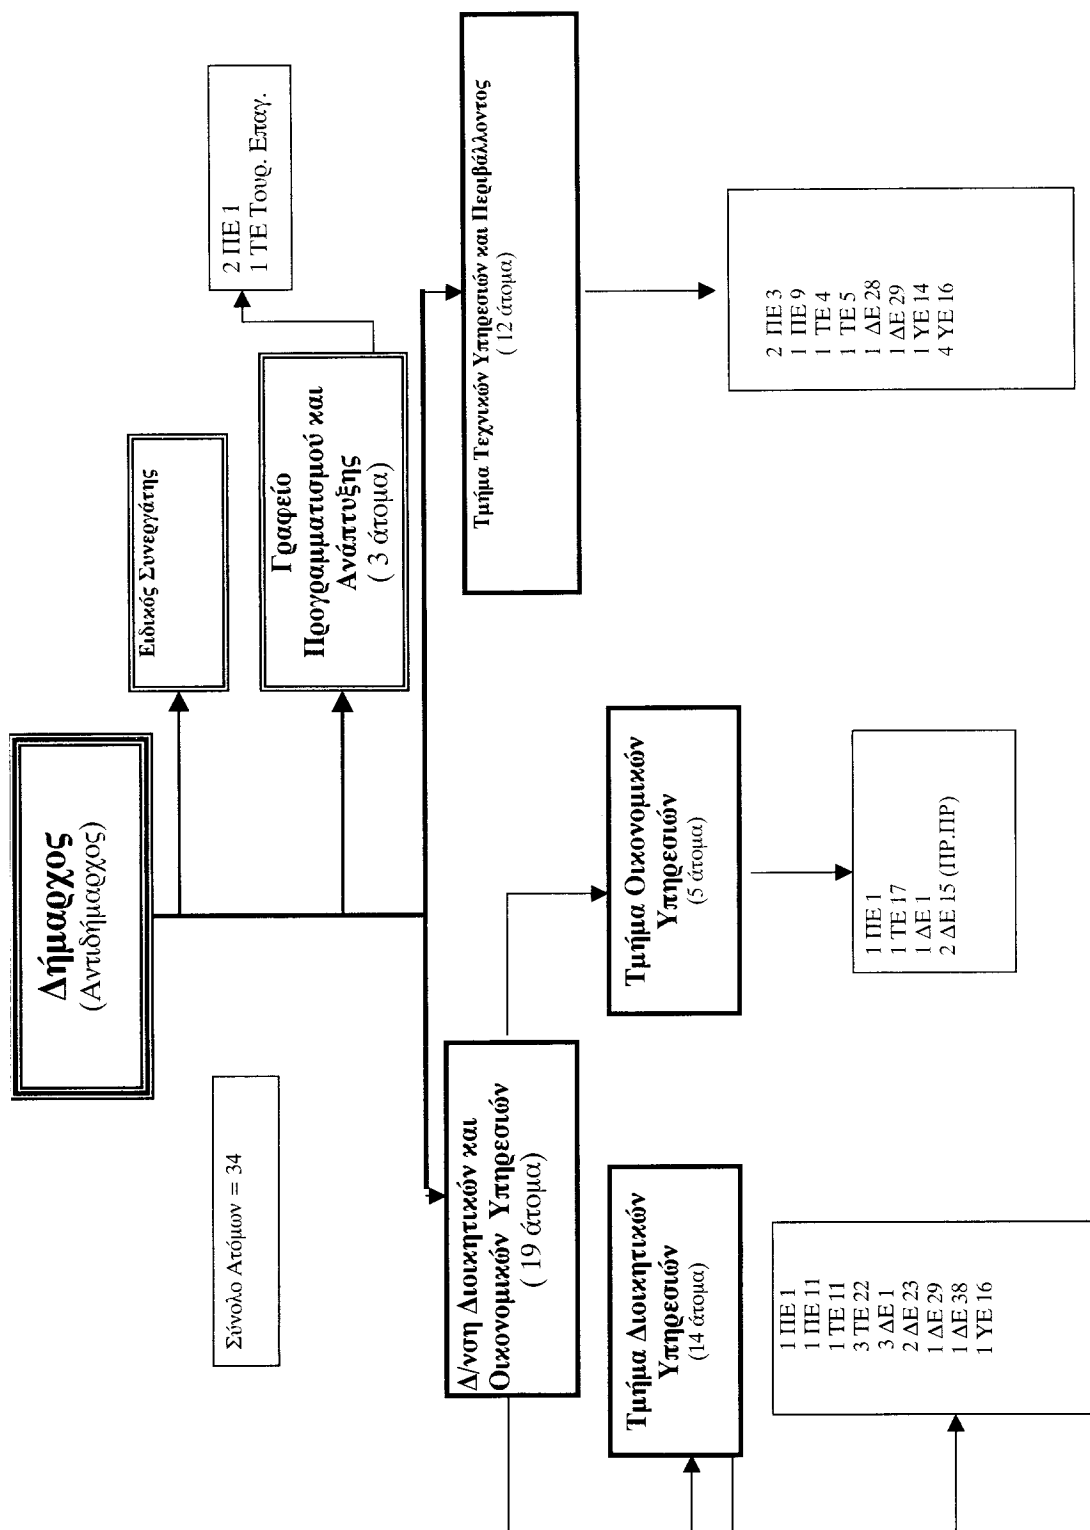 Δήμαρχος
(Αντιδήμαρχος)
Σύνολο Ατόμων = 34
Ειδικός Συνεργάτης
Γραφείο
Προγραμματισμού και
Ανάπτυξης
( 3 άτομα)
2 ΠΕ 1
1 ΤΕ Τουρ. Επαγ.
Δ/νση Διοικητικών και
Οικονομικών Υπηρεσιών
( 19 άτομα)
Τμήμα Τεχνικών Υπηρεσιών και Περιβάλλοντος
( 12 άτομα)
Τμήμα Διοικητικών
Υπηρεσιών
(14 άτομα)
Τμήμα Οικονομικών
Υπηρεσιών
(5 άτομα)
1 ΠΕ 1
1 ΠΕ 11
1 ΤΕ 11
3 ΤΕ 22
3 ΔΕ 1
2 ΔΕ 23
1 ΔΕ 29
1 ΔΕ 38
1 ΥΕ 16
1 ΠΕ 1
1 ΤΕ 17
1 ΔΕ 1
2 ΔΕ 15 (ΠΡ.ΠΡ)
2 ΠΕ 3
1 ΠΕ 9
1 ΤΕ 4
1 ΤΕ 5
1 ΔΕ 28
1 ΔΕ 29
1 ΥΕ 14
4 ΥΕ 16